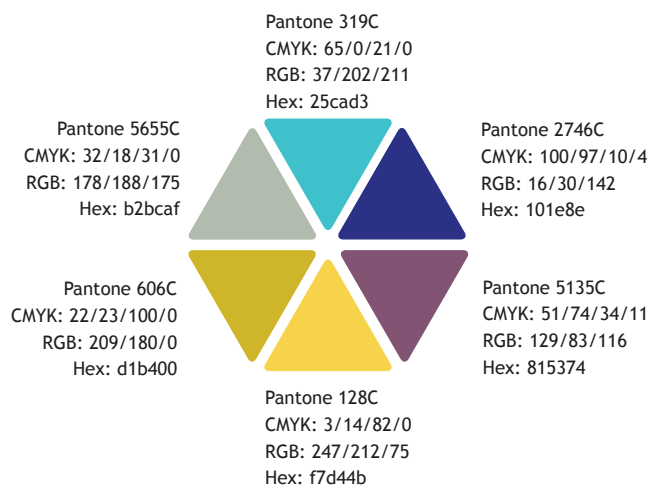 Pantone 319C
CMYK: 65/0/21/0
RGB: 37/202/211
Hex: 25cad3
Pantone 5655C
CMYK: 32/18/31/0
RGB: 178/188/175
Hex: b2bcaf
Pantone 2746C
CMYK: 100/97/10/4
RGB: 16/30/142
Hex: 101e8e
Pantone 606C
CMYK: 22/23/100/0
RGB: 209/180/0
Hex: d1b400
Pantone 5135C
CMYK: 51/74/34/11
RGB: 129/83/116
Hex: 815374
Pantone 128C
CMYK: 3/14/82/0
RGB: 247/212/75
Hex: f7d44b